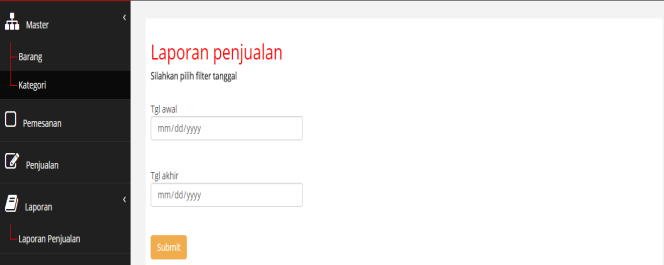 Master
Barang
Kategori
Pemesanan
Penjualan
Laporan
Laporan Penjualan
Laporan penjualan
Silahkan pilih filter tanggal
Tgl awal
mm/dd/yyyy
Tgl akhir
mm/dd/yyyy
Submit